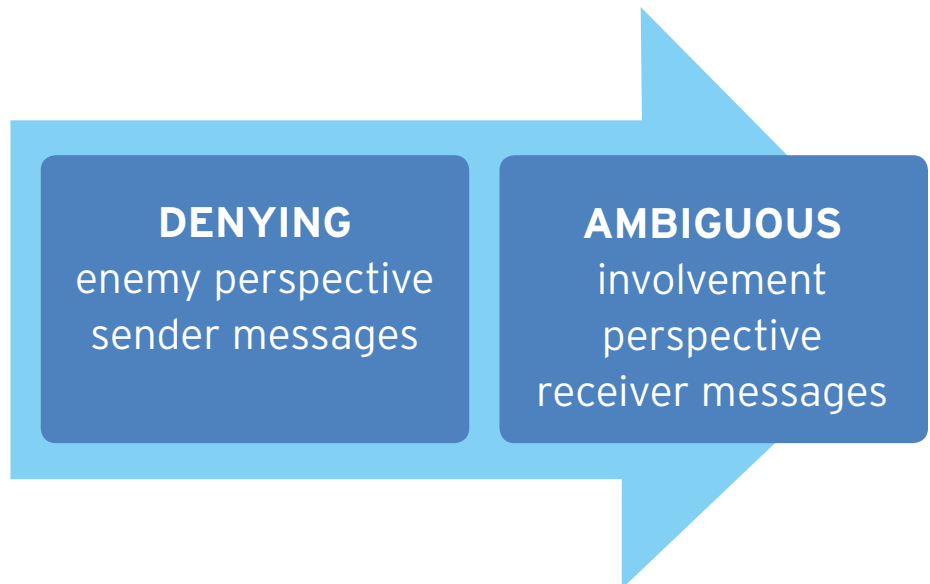 DENYING
enemy perspective
sender messages
AMBIGUOUS
involvement
perspective
receiver messages